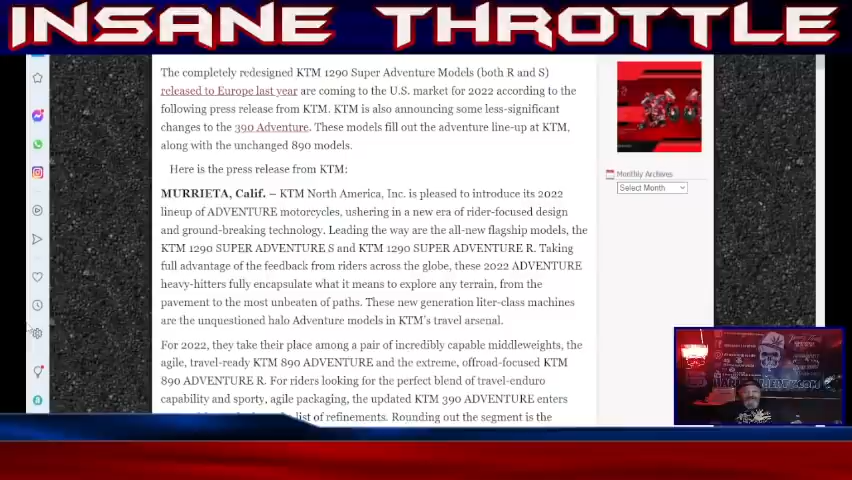 INSANE THROTTLE
The completely redesigned KTM 1290 Super Adventure Models (both R and S)
released to Europe last year are coming to the U.S. market for 2022 according to the
following press release from KTM. KTM is also announcing some less-significant
changes to the 390 Adventure. These models fill out the adventure line-up at KTM,
along with the unchanged 890 models.
Here is the press release from KTM:
MURRIETA, Calif. – KTM North America, Inc. is pleased to introduce its 2022
lineup of ADVENTURE motorcycles, ushering in a new era of rider-focused design
and ground-breaking technology. Leading the way are the all-new flagship models, the
KTM 1290 SUPER ADVENTURE S and KTM 1290 SUPER ADVENTURE R. Taking
full advantage of the feedback from riders across the globe, these 2022 ADVENTURE
heavy-hitters fully encapsulate what it means to explore any terrain, from the
pavement to the most unbeaten of paths. These new generation liter-class machines
are the unquestioned halo Adventure models in KTM's travel arsenal.
For 2022, they take their place among a pair of incredibly capable middleweights, the
agile, travel-ready KTM 890 ADVENTURE and the extreme, offroad-focused KTM
890 ADVENTURE R. For riders looking for the perfect blend of travel-enduro
capability and sporty, agile packaging, the updated KTM 390 ADVENTURE enters
list of refinements. Rounding out the segment is the
Monthly Archives
Select Month